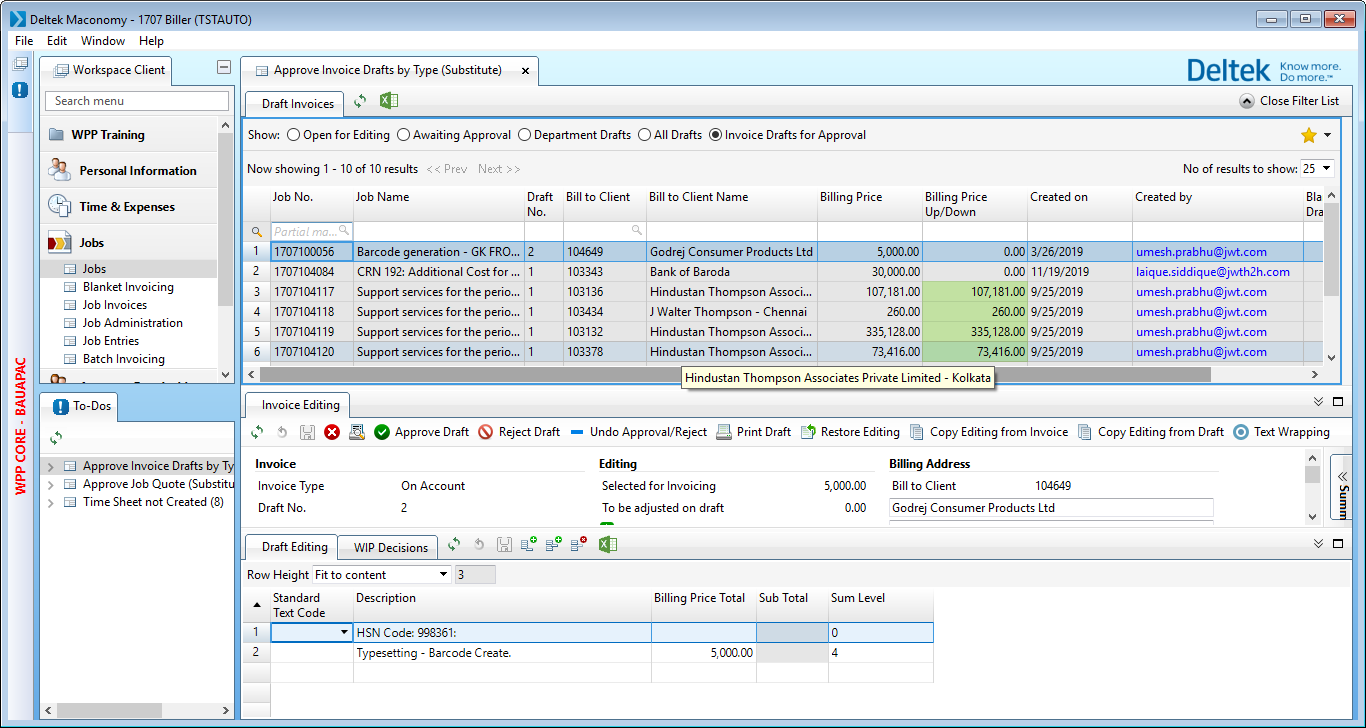 Deltek Maconomy - 1707 Biller (TSTAUTO)
File Edit Window Help
WPP CORE - BAUAPAC
Workspace Client
Search menu
WPP Training
Personal Information
Time & Expenses
Jobs
Jobs
Blanket Invoicing
Job Invoices
Job Administration
Job Entries
Batch Invoicing
To-Dos
Approve Invoice Drafts by Ty
Approve Job Quote (Substitu
Time Sheet not Created (8)
Approve Invoice Drafts by Type (Substitute)
Deltek Know more. Do more.™
Draft Invoices
Close Filter List
Show: Open for Editing Awaiting Approval Department Drafts All Drafts Invoice Drafts for Approval
Now showing 1 - 10 of 10 results << Prev Next >> No of results to show: 25
Job No. Job Name Draft No. Bill to Client Bill to Client Name Billing Price Billing Price Up/Down Created on Created by Bla Dra
Partial ma...
1 1707100056 Barcode generation - GK FRO... 2 104649 Godrej Consumer Products Ltd 5,000.00 0.00 3/26/2019 umesh.prabhu@jwt.com
2 1707104084 CRN 192: Additional Cost for ... 1 103343 Bank of Baroda 30,000.00 0.00 11/19/2019 laique.siddique@jwth2h.com
3 1707104117 Support services for the perio... 1 103136 Hindustan Thompson Associ... 107,181.00 107,181.00 9/25/2019 umesh.prabhu@jwt.com
4 1707104118 Support services for the perio... 1 103434 J Walter Thompson - Chennai 260.00 260.00 9/25/2019 umesh.prabhu@jwt.com
5 1707104119 Support services for the perio... 1 103132 Hindustan Thompson Associ... 335,128.00 335,128.00 9/25/2019 umesh.prabhu@jwt.com
6 1707104120 Support services for the perio... 1 103378 Hindustan Thompson Associ... 73,416.00 73,416.00 9/25/2019 umesh.prabhu@jwt.com
Hindustan Thompson Associates Private Limited - Kolkata
Invoice Editing
Approve Draft Reject Draft Undo Approval/Reject Print Draft Restore Editing Copy Editing from Invoice Copy Editing from Draft Text Wrapping
Invoice Editing Billing Address
Invoice Type On Account Selected for Invoicing 5,000.00 Bill to Client 104649
Draft No. 2 To be adjusted on draft 0.00 Godrej Consumer Products Ltd
Summ
Draft Editing WIP Decisions
Row Height Fit to content 3
Standard Text Code Description Billing Price Total Sub Total Sum Level
1 HSN Code: 998361: 0
2 Typesetting - Barcode Create. 5,000.00 4